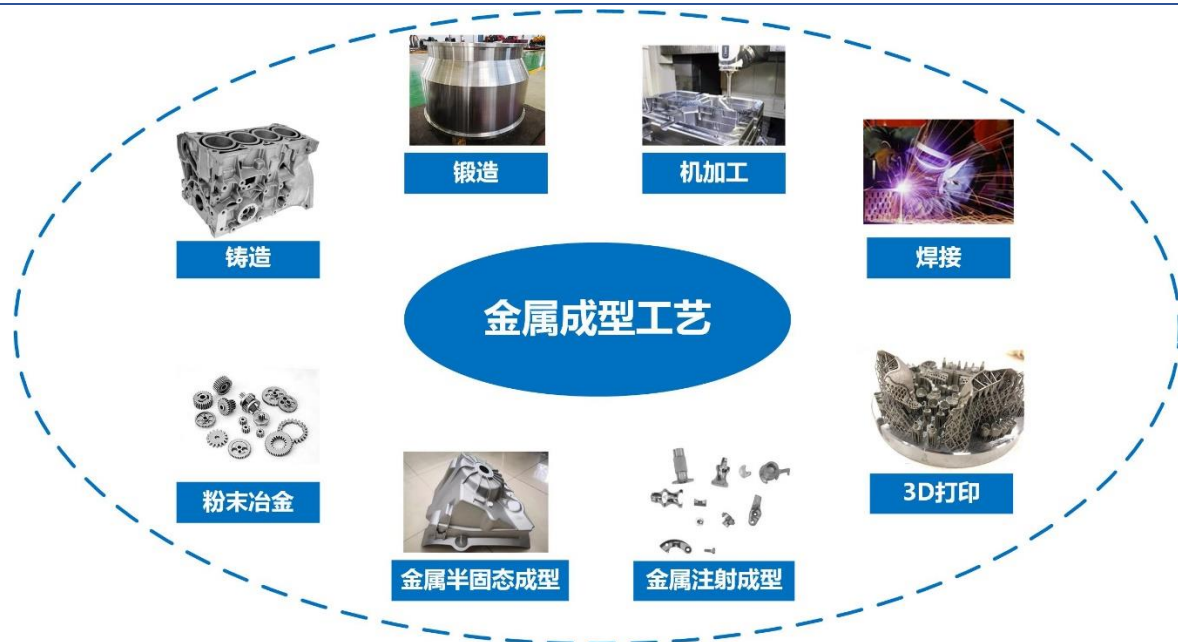 锻造
机加工
铸造
焊接
金属成型工艺
粉末冶金
3D打印
金属半固态成型
金属注射成型